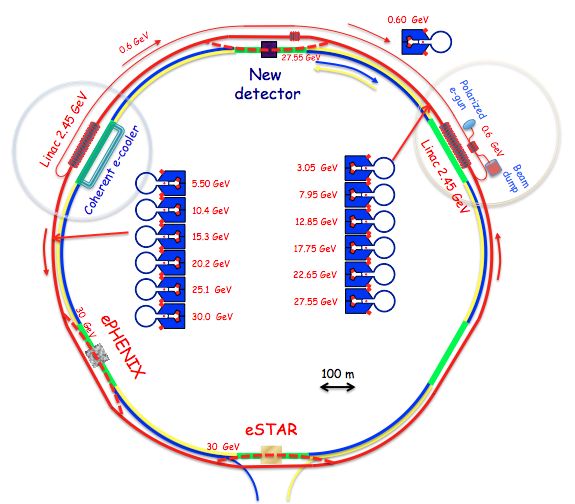 0.60 GeV
0.6 GeV
27.55 GeV
New
detector
Linac 2.45 GeV
Coherent e-cooler
Polarized
e-gun
0.6 GeV
Beam
dump
Linac 2.45 GeV
5.50 GeV
10.4 GeV
15.3 GeV
20.2 GeV
25.1 GeV
30.0 GeV
3.05 GeV
7.95 GeV
12.85 GeV
17.75 GeV
22.65 GeV
27.55 GeV
30 GeV
ePHENIX
100 m
eSTAR
30 GeV